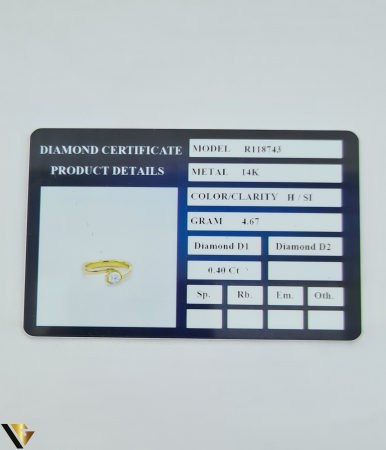 DIAMOND CERTIFICATE
PRODUCT DETAILS
MODEL R118743
METAL 14K
COLOR/CLARITY H / SI
GRAM 4.67
Diamond D1 Diamond D2
0.40 Ct
Sp. Rb. Em. Oth.